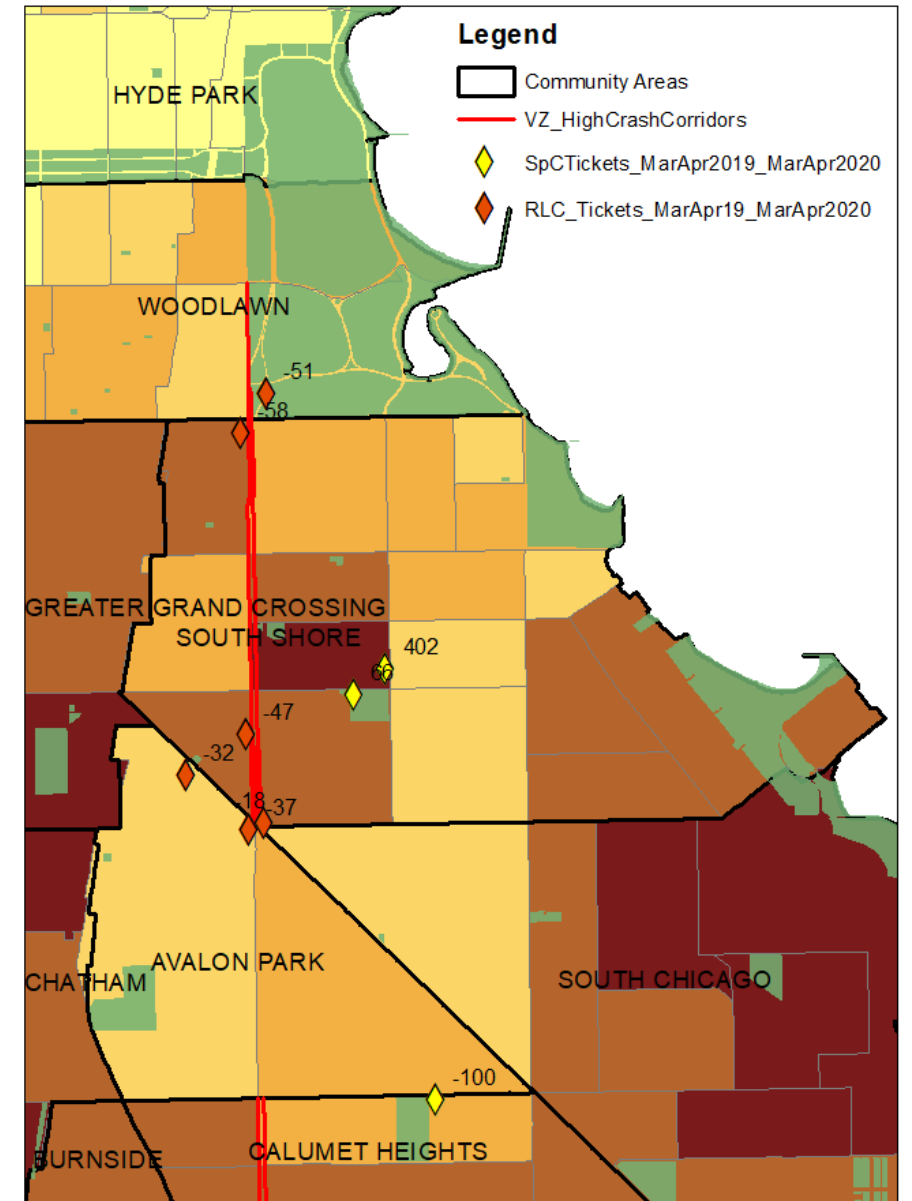 Legend
Community Areas
VZ_HighCrashCorridors
SpCTickets_MarApr2019_MarApr2020
RLC_Tickets_MarApr19_MarApr2020
HYDE PARK
WOODLAWN
-51
-58
GREATER GRAND CROSSING
SOUTH SHORE
402
66
-47
-32
-18
-37
AVALON PARK
CHATHAM
SOUTH CHICAGO
-100
BURNSIDE
CALUMET HEIGHTS